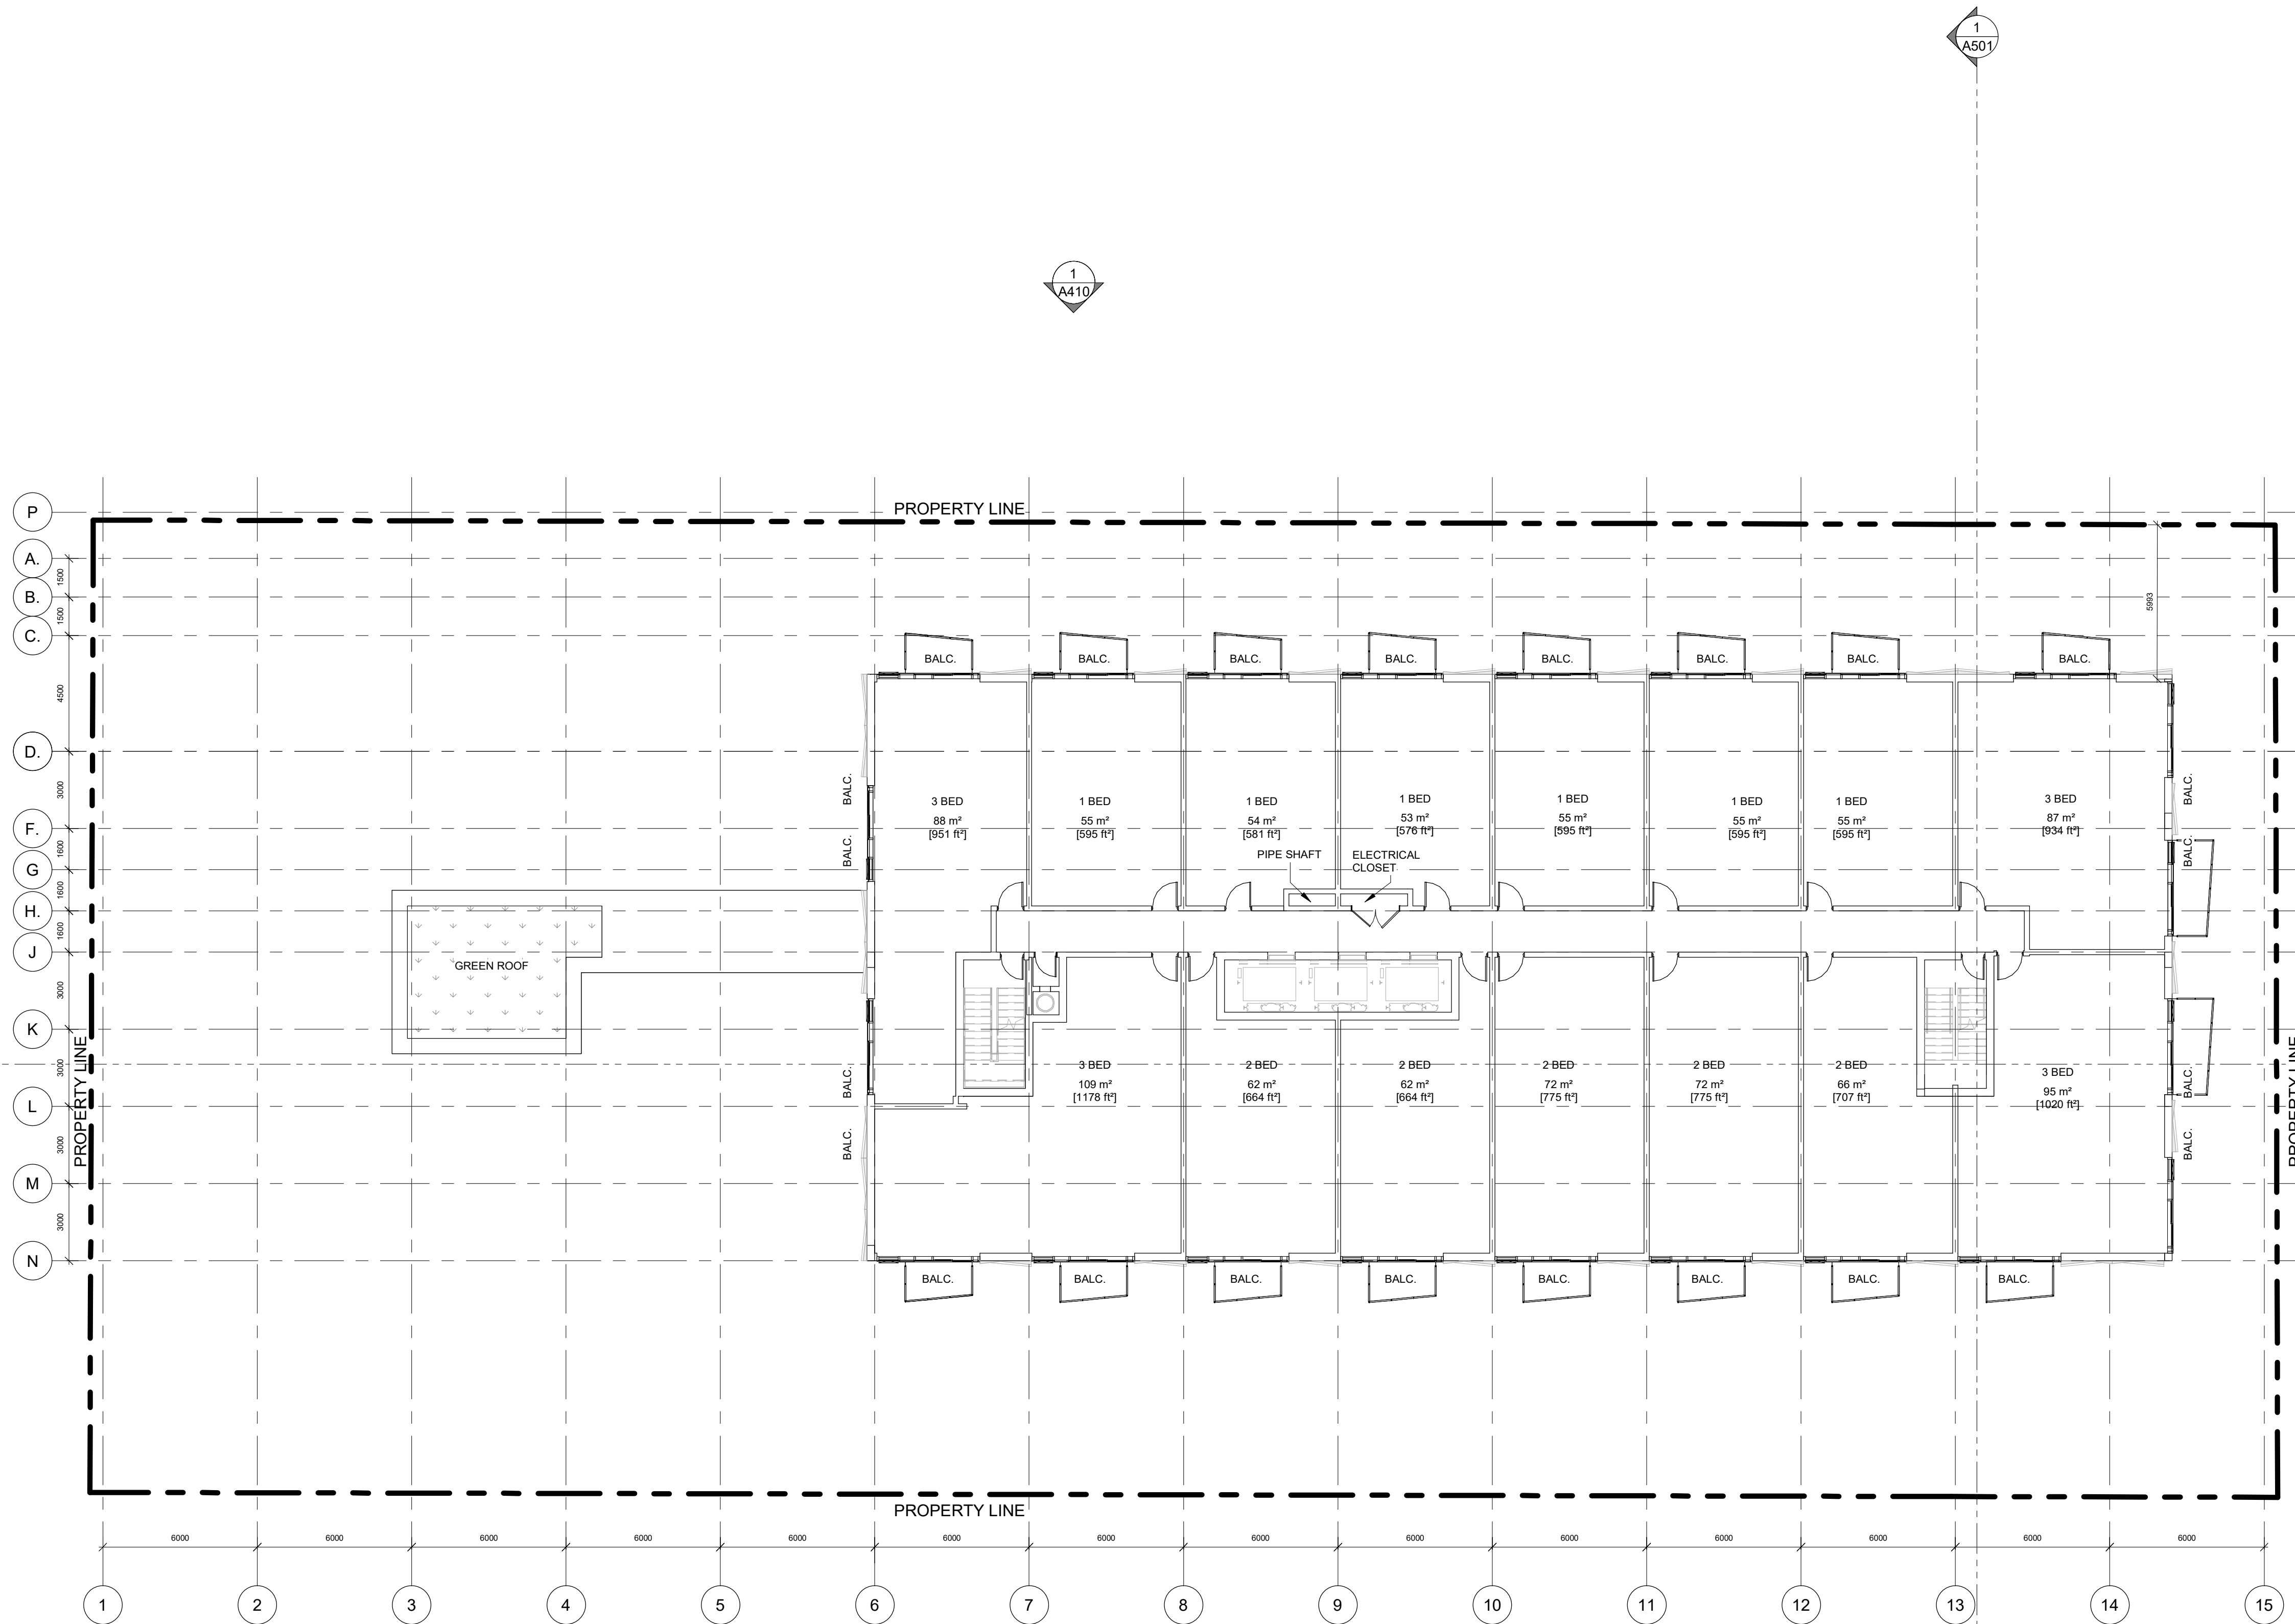 1
A501
1
A410
PROPERTY LINE
P
A.
B.
C.
D.
F.
G
H.
J
K
L
M
N
1500
1500
4500
3000
1600
1600
1600
3000
3000
3000
3000
5993
BALC.
BALC.
BALC.
BALC.
BALC.
BALC.
BALC.
BALC.
BALC.
BALC.
BALC.
BALC.
3 BED
88 m²
[951 ft²]
1 BED
55 m²
[595 ft²]
1 BED
54 m²
[581 ft²]
1 BED
53 m²
[576 ft²]
1 BED
55 m²
[595 ft²]
1 BED
55 m²
[595 ft²]
1 BED
55 m²
[595 ft²]
3 BED
87 m²
[934 ft²]
PIPE SHAFT
ELECTRICAL
CLOSET
GREEN ROOF
PROPERTY LINE
PROPERTY LINE
3 BED
109 m²
[1178 ft²]
2 BED
62 m²
[664 ft²]
2 BED
62 m²
[664 ft²]
2 BED
72 m²
[775 ft²]
2 BED
72 m²
[775 ft²]
2 BED
66 m²
[707 ft²]
3 BED
95 m²
[1020 ft²]
BALC.
BALC.
BALC.
BALC.
BALC.
BALC.
BALC.
BALC.
BALC.
BALC.
BALC.
BALC.
PROPERTY LINE
6000
6000
6000
6000
6000
6000
6000
6000
6000
6000
6000
6000
6000
6000
1
2
3
4
5
6
7
8
9
10
11
12
13
14
15